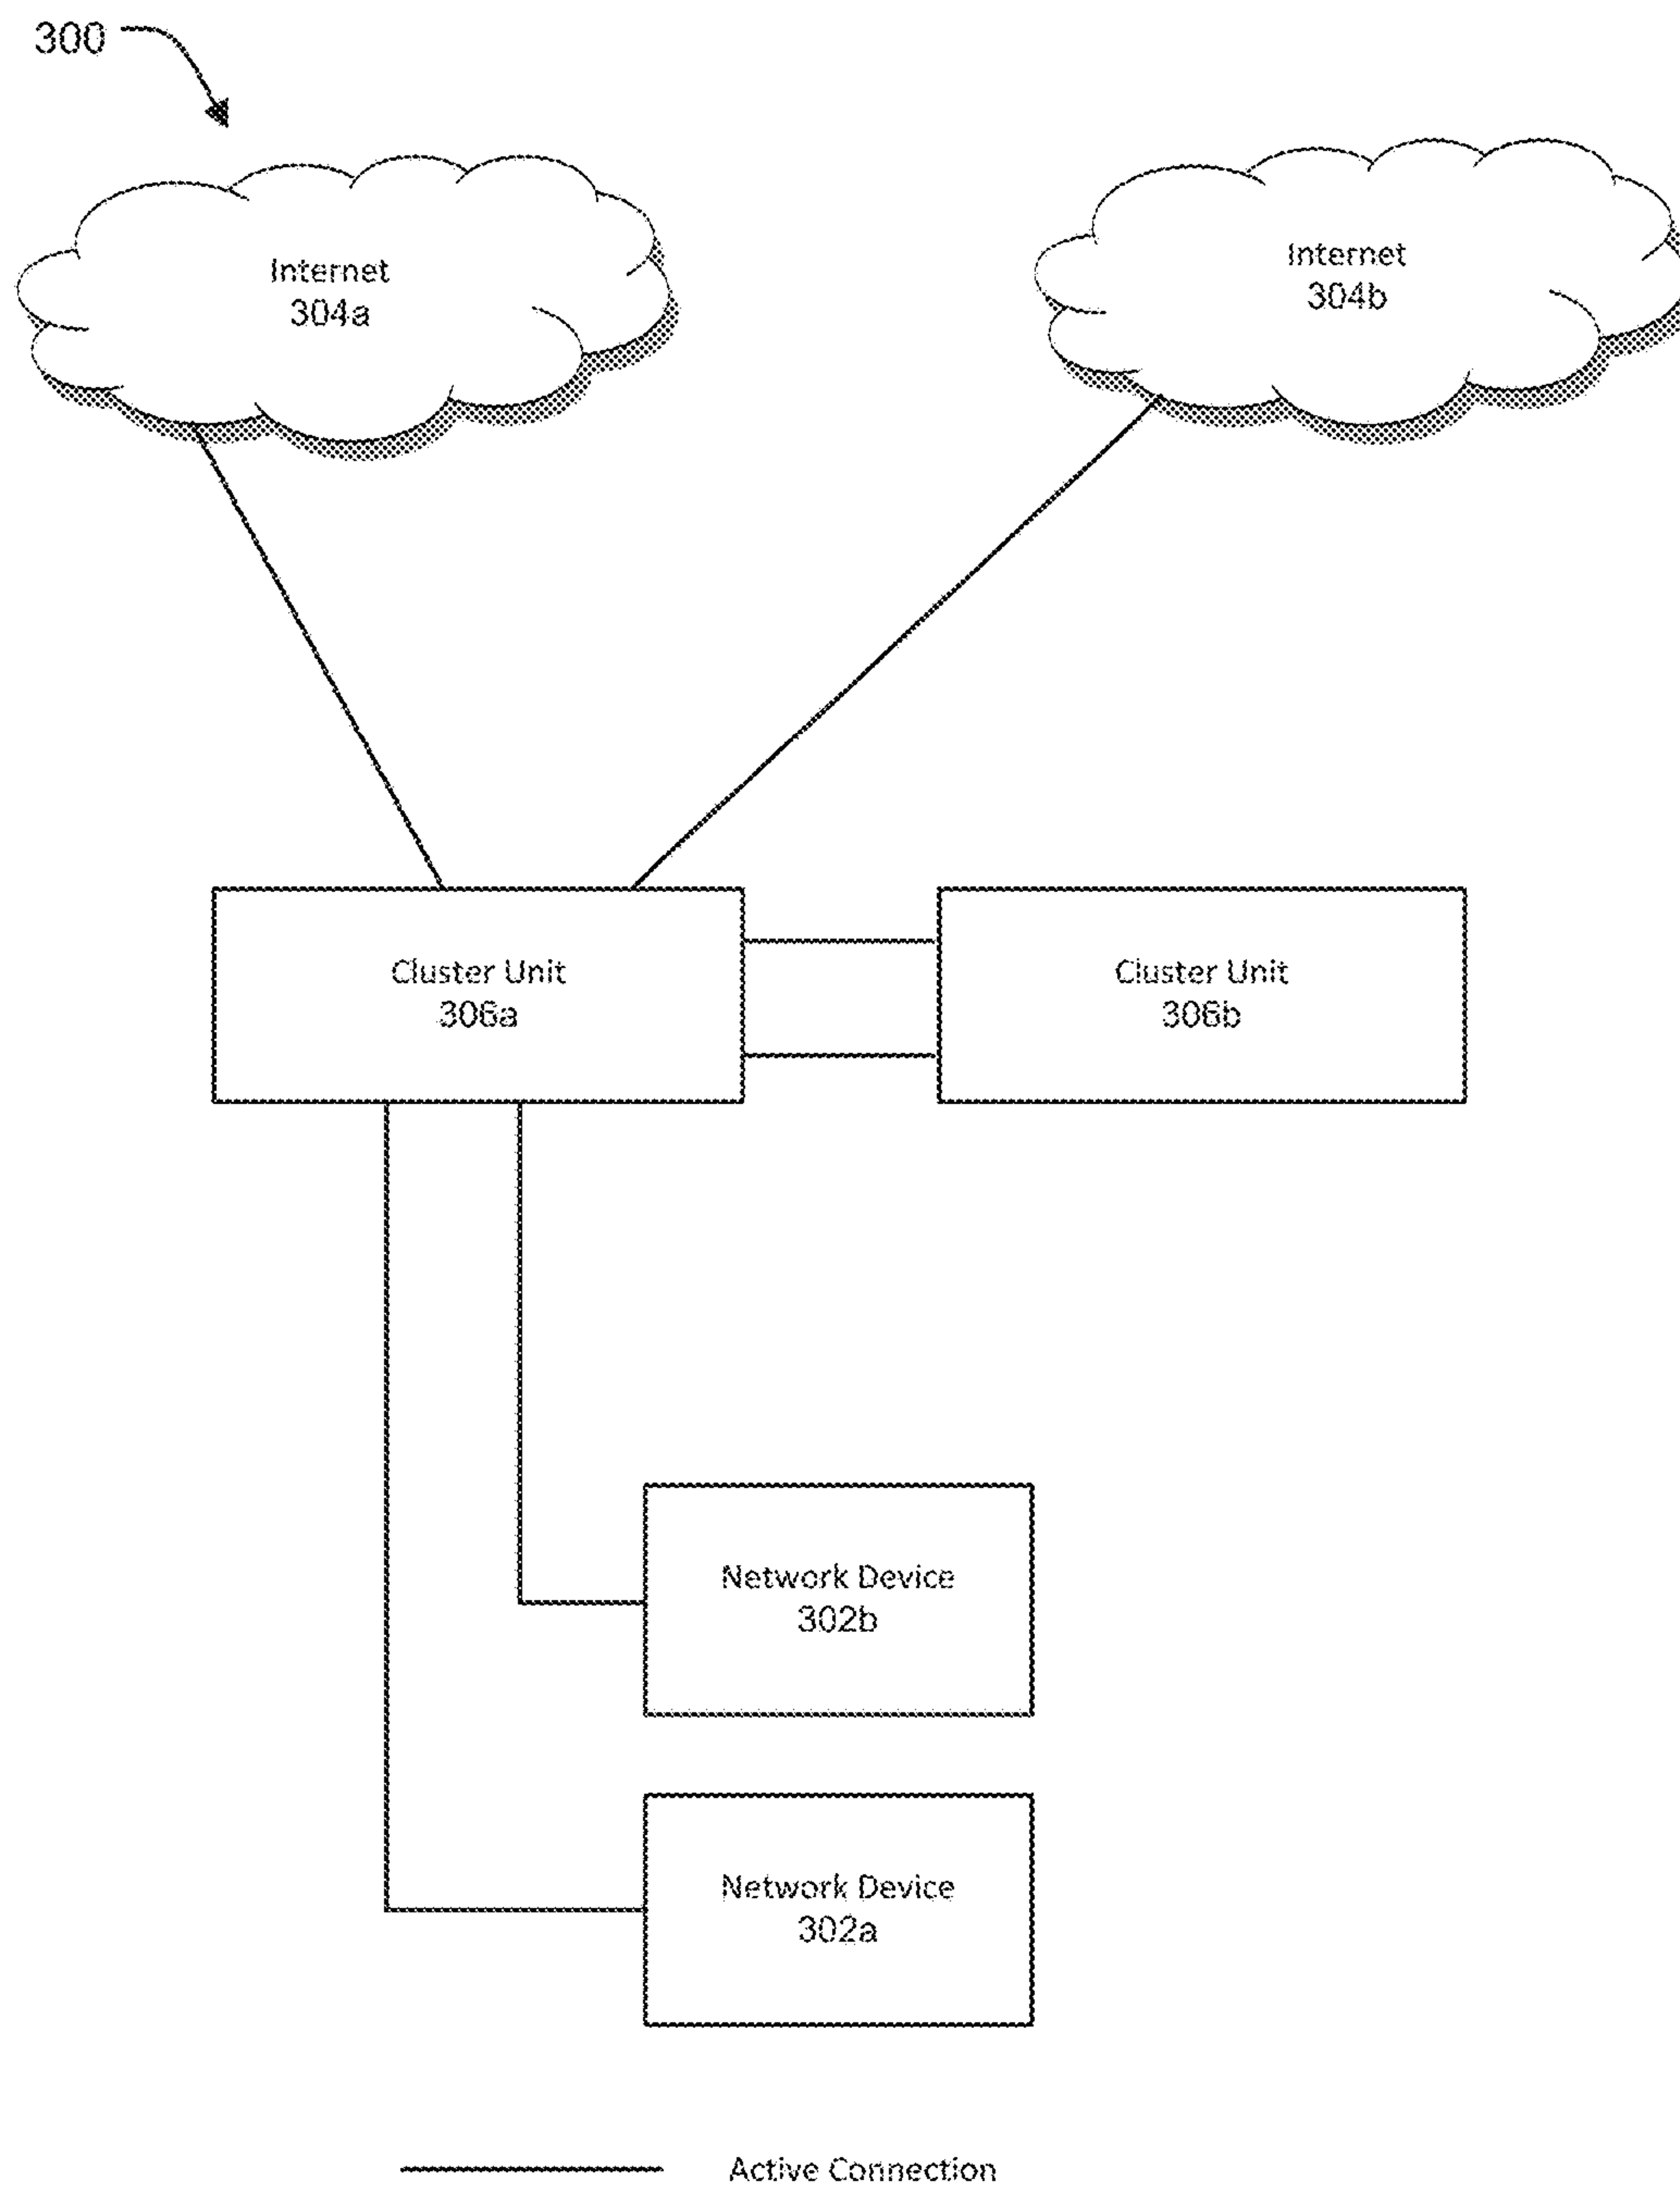 300
Internet
304a
Internet
304b
Cluster Unit
306a
Cluster Unit
306b
Network Device
302b
Network Device
302a
Active Connection